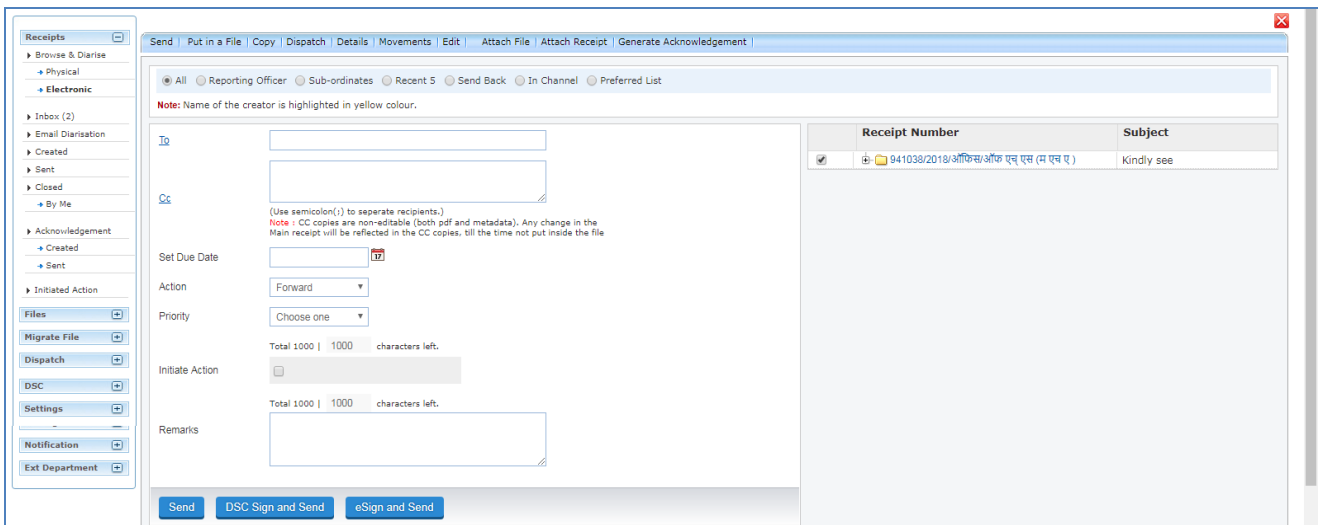 Receipts
Browse & Diarise
Physical
Electronic
Inbox (2)
Email Diarisation
Created
Sent
Closed
By Me
Acknowledgement
Created
Sent
Initiated Action
Files
Migrate File
Dispatch
DSC
Settings
Notification
Ext Department
Send | Put in a File | Copy | Dispatch | Details | Movements | Edit | Attach File | Attach Receipt | Generate Acknowledgement |
All Reporting Officer Sub-ordinates Recent 5 Send Back In Channel Preferred List
Note: Name of the creator is highlighted in yellow colour.
To
Cc
(Use semicolon(;) to seperate recipients.)
Note : CC copies are non-editable (both pdf and metadata). Any change in the
Main receipt will be reflected in the CC copies, till the time not put inside the file
Set Due Date
17
Action Forward
Priority Choose one
Total 1000 | 1000 characters left.
Initiate Action
Total 1000 | 1000 characters left.
Remarks
Send DSC Sign and Send eSign and Send
Receipt Number Subject
941038/2018/ऑफिस/ऑफ एच् एस (म एच ए ) Kindly see